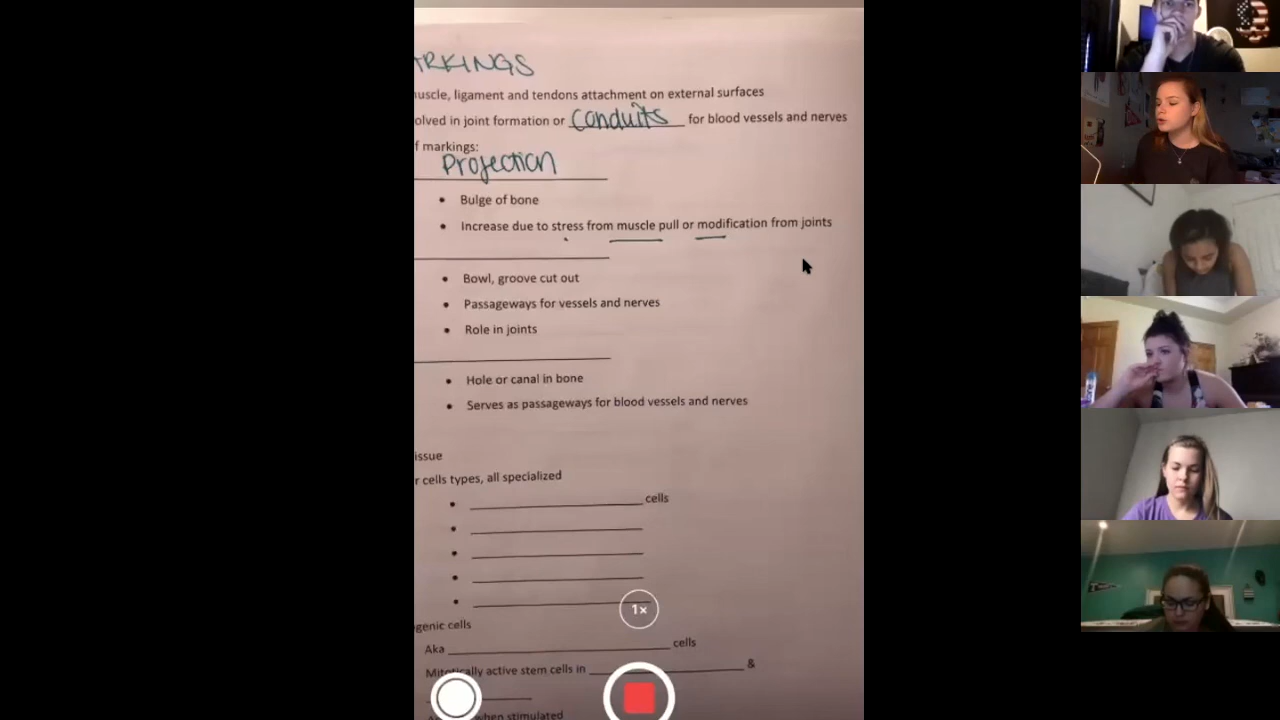 RKINGS
uscle, ligament and tendons attachment on external surfaces
olved in joint formation or conduits for blood vessels and nerves
f markings:
Projection
• Bulge of bone
• Increase due to stress from muscle pull or modification from joints
• Bowl, groove cut out
• Passageways for vessels and nerves
• Role in joints
• Hole or canal in bone
• Serves as passageways for blood vessels and nerves
issue
r cells types, all specialized
• cells
genic cells
Aka cells
1x
Mitotically active stem cells in &
when stimulated